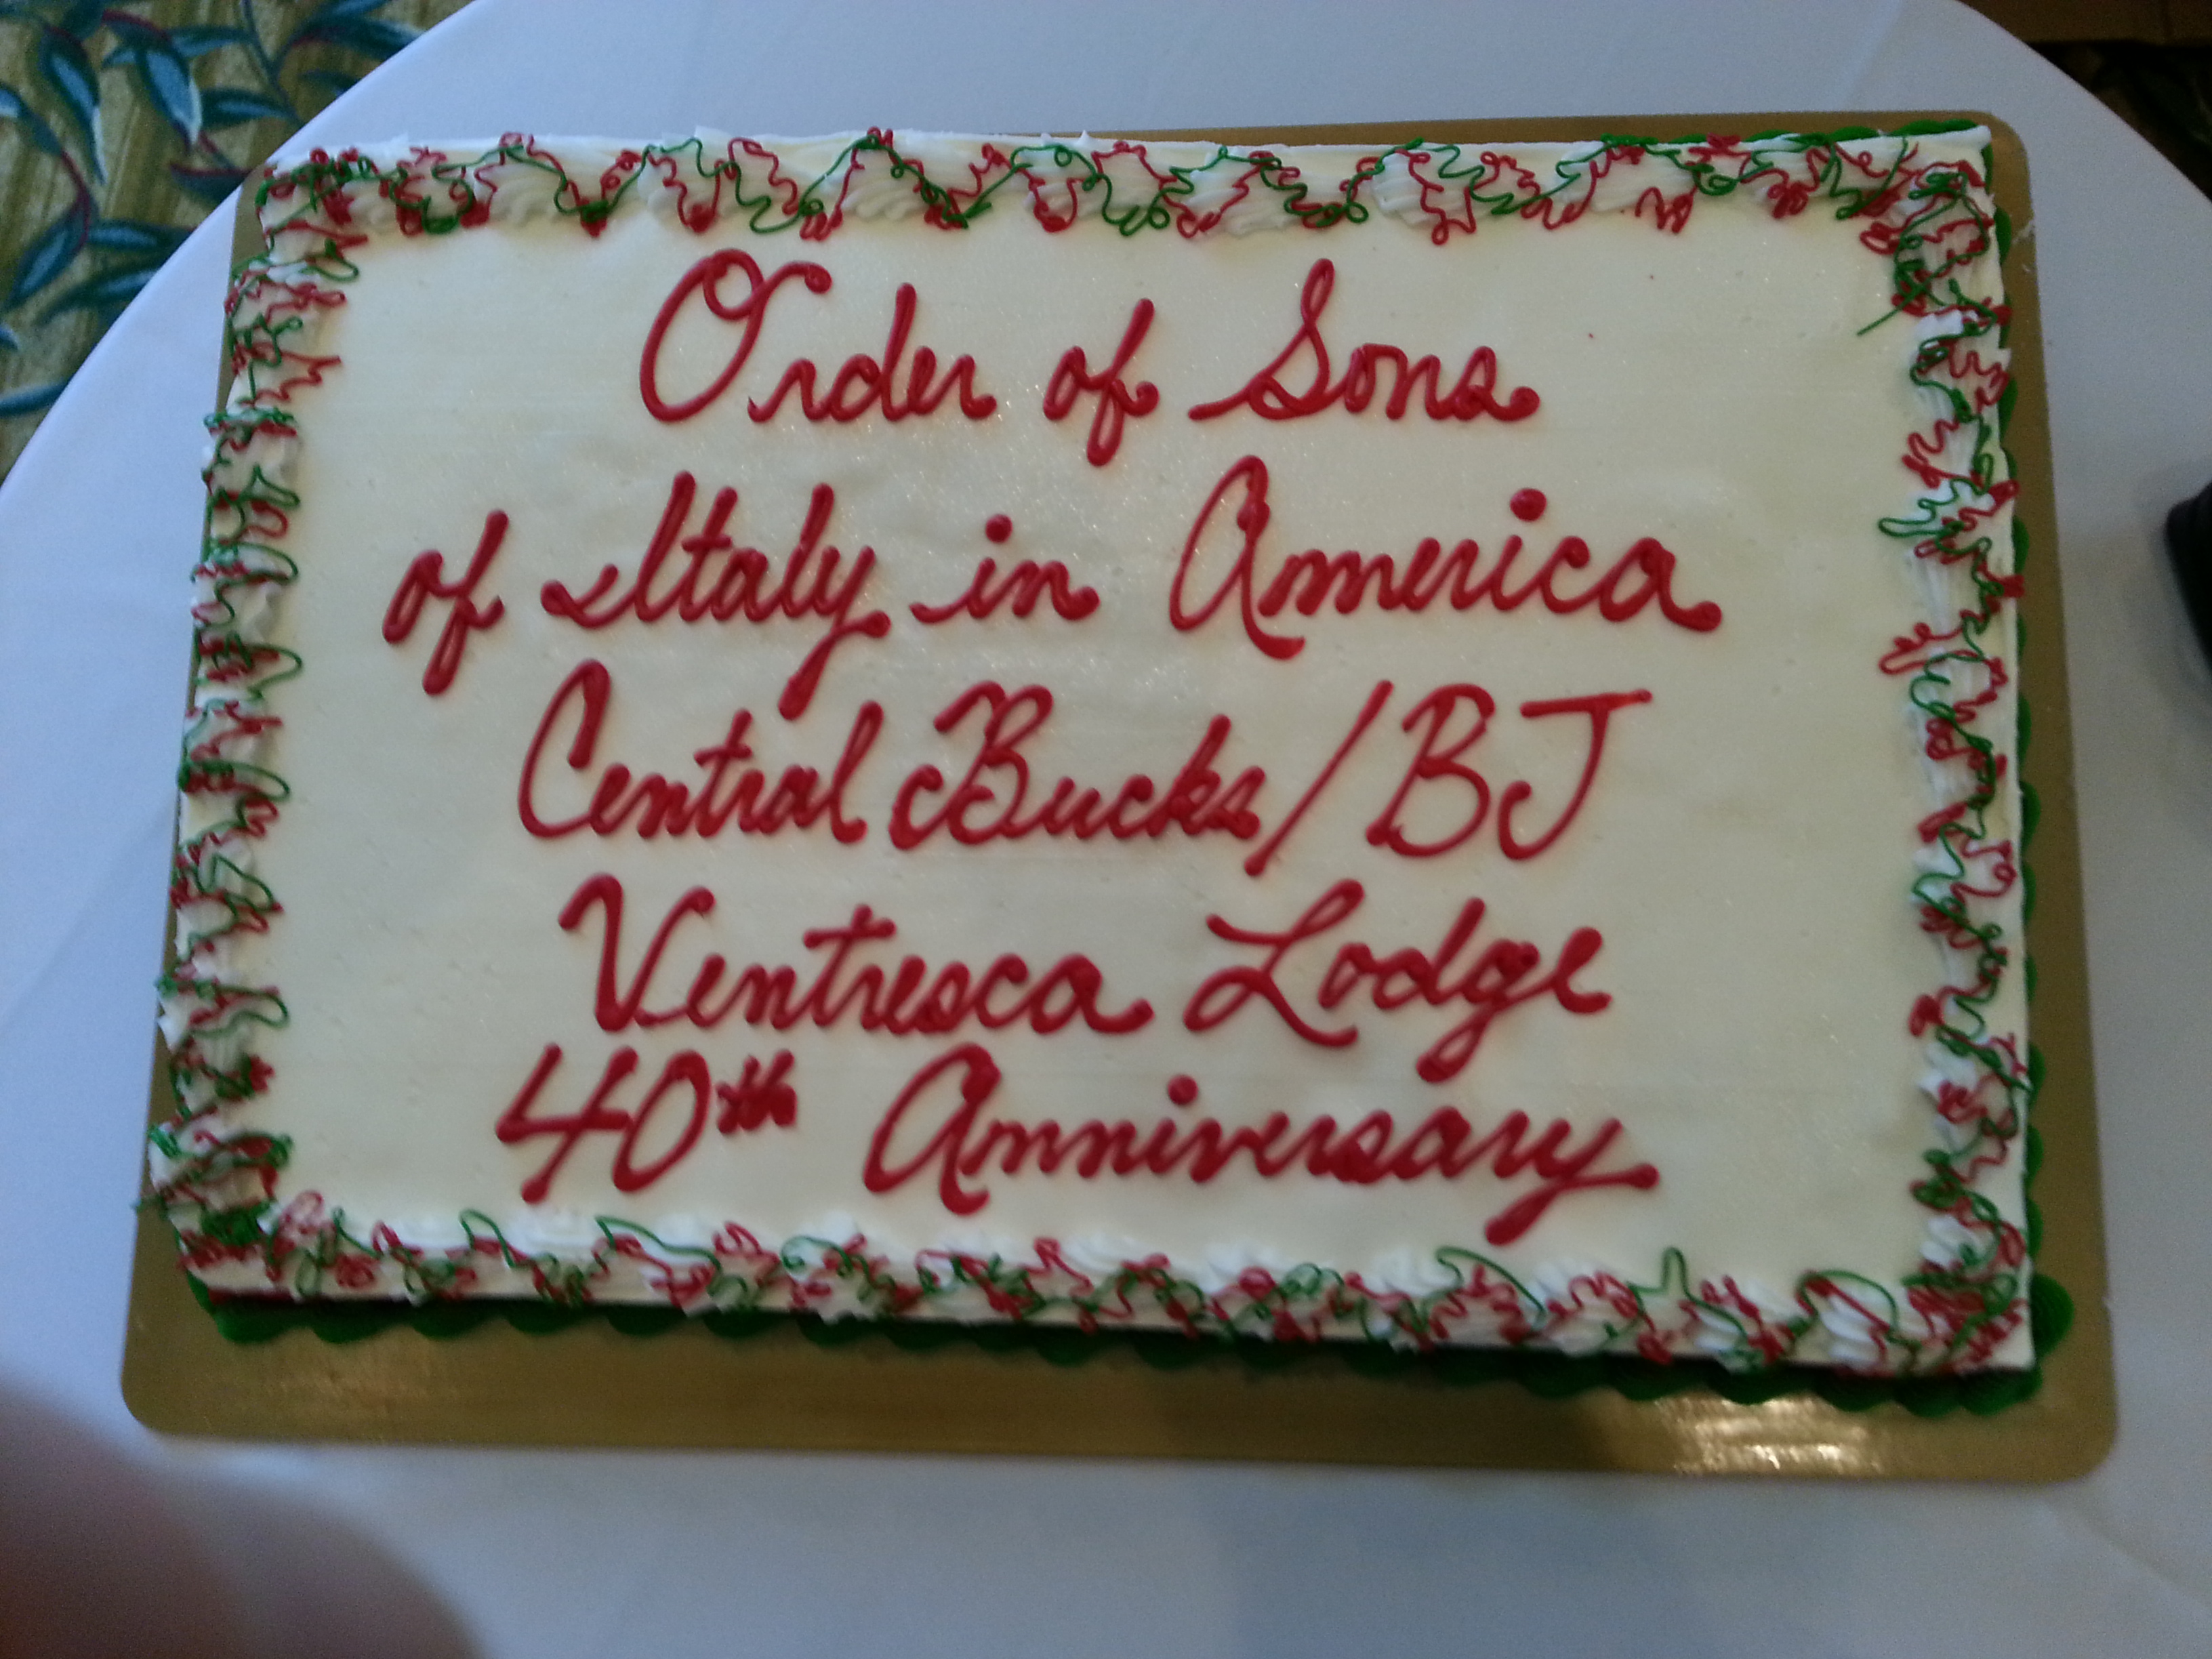 Order of Sons
of Italy in America
Central Bucks/BJ
Ventresca Lodge
40th Anniversary